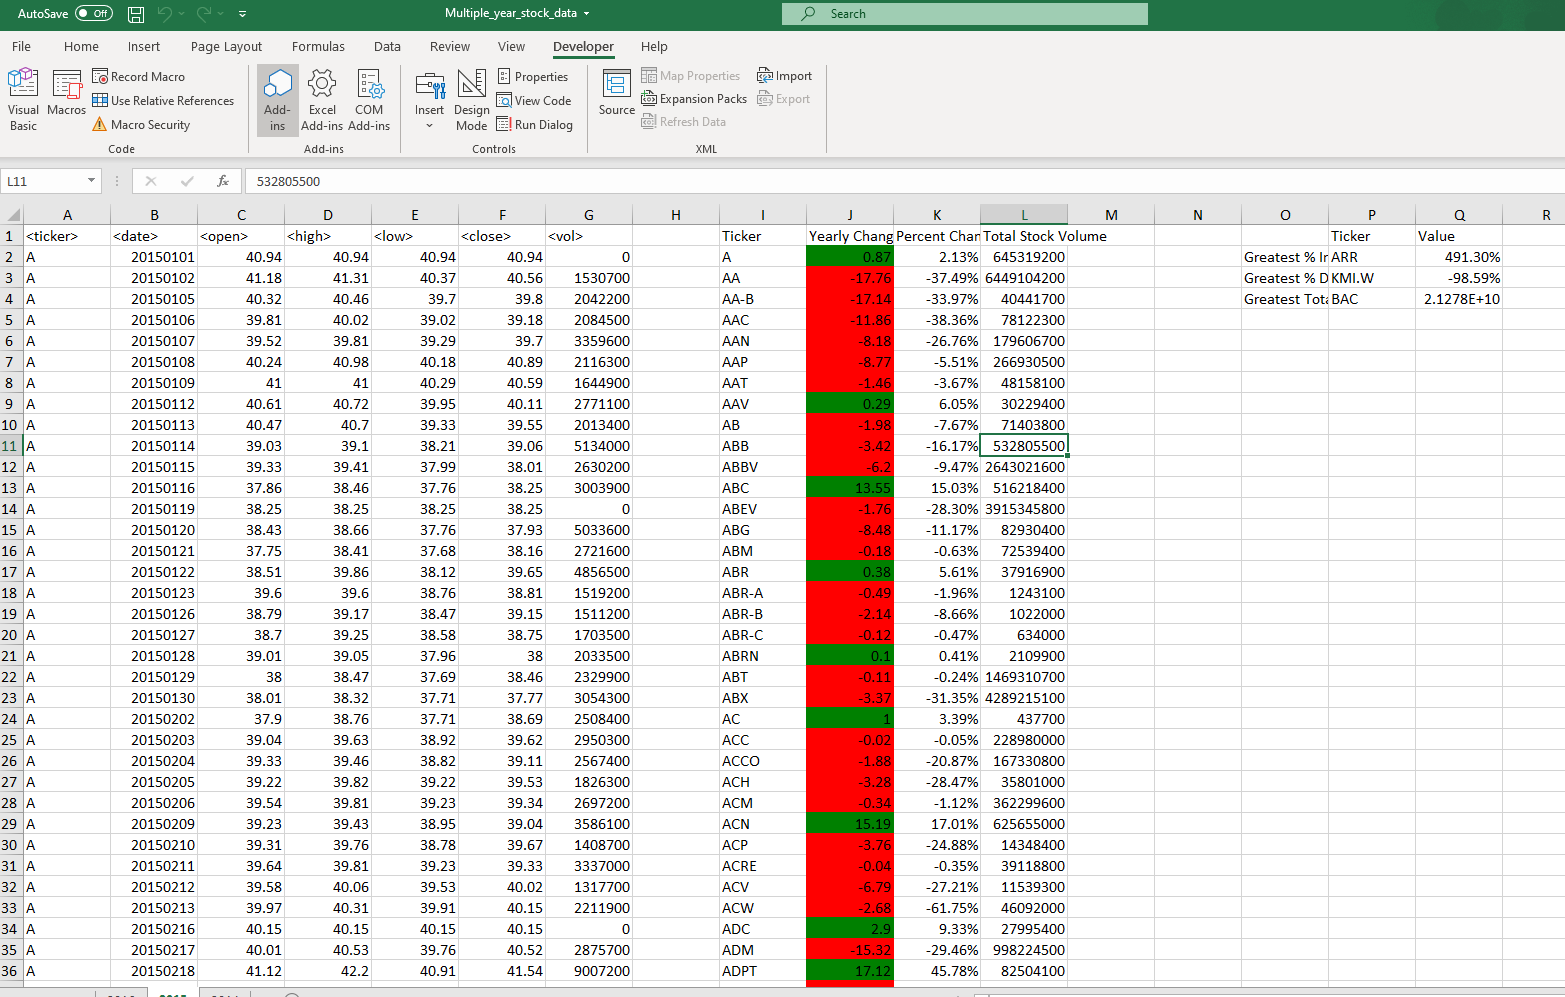 AutoSave Off Multiple_year_stock_data Search
File Home Insert Page Layout Formulas Data Review View Developer Help
Visual Basic Macros Record Macro Use Relative References Macro Security Code
Add-ins Excel Add-ins COM Add-ins Add-ins
Insert Design Mode Properties View Code Run Dialog Controls
Source Map Properties Expansion Packs Refresh Data Import Export XML
L11 fx 532805500
A B C D E F G H I J K L M N O P Q R
1 <ticker> <date> <open> <high> <low> <close> <vol> Ticker Yearly Chang Percent Chan Total Stock Volume Ticker Value
2 A 20150101 40.94 40.94 40.94 40.94 0 A 0.87 2.13% 645319200 Greatest % In ARR 491.30%
3 A 20150102 41.18 41.31 40.37 40.56 1530700 AA -17.76 -37.49% 6449104200 Greatest % D KMI.W -98.59%
4 A 20150105 40.32 40.46 39.7 39.8 2042200 AA-B -17.14 -33.97% 40441700 Greatest Tota BAC 2.1278E+10
5 A 20150106 39.81 40.02 39.02 39.18 2084500 AAC -11.86 -38.36% 78122300
6 A 20150107 39.52 39.81 39.29 39.7 3359600 AAN -8.18 -26.76% 179606700
7 A 20150108 40.24 40.98 40.18 40.89 2116300 AAP -8.77 -5.51% 266930500
8 A 20150109 41 41 40.29 40.59 1644900 AAT -1.46 -3.67% 48158100
9 A 20150112 40.61 40.72 39.95 40.11 2771100 AAV 0.29 6.05% 30229400
10 A 20150113 40.47 40.7 39.33 39.55 2013400 AB -1.98 -7.67% 71403800
11 A 20150114 39.03 39.1 38.21 39.06 5134000 ABB -3.42 -16.17% 532805500
12 A 20150115 39.33 39.41 37.99 38.01 2630200 ABBV -6.2 -9.47% 2643021600
13 A 20150116 37.86 38.46 37.76 38.25 3003900 ABC 13.55 15.03% 516218400
14 A 20150119 38.25 38.25 38.25 38.25 0 ABEV -1.76 -28.30% 3915345800
15 A 20150120 38.43 38.66 37.76 37.93 5033600 ABG -8.48 -11.17% 82930400
16 A 20150121 37.75 38.41 37.68 38.16 2721600 ABM -0.18 -0.63% 72539400
17 A 20150122 38.51 39.86 38.12 39.65 4856500 ABR 0.38 5.61% 37916900
18 A 20150123 39.6 39.6 38.76 38.81 1519200 ABR-A -0.49 -1.96% 1243100
19 A 20150126 38.79 39.17 38.47 39.15 1511200 ABR-B -2.14 -8.66% 1022000
20 A 20150127 38.7 39.25 38.58 38.75 1703500 ABR-C -0.12 -0.47% 634000
21 A 20150128 39.01 39.05 37.96 38 2033500 ABRN 0.1 0.41% 2109900
22 A 20150129 38 38.47 37.69 38.46 2329900 ABT -0.11 -0.24% 1469310700
23 A 20150130 38.01 38.32 37.71 37.77 3054300 ABX -3.37 -31.35% 4289215100
24 A 20150202 37.9 38.76 37.71 38.69 2508400 AC 1 3.39% 437700
25 A 20150203 39.04 39.63 38.92 39.62 2950300 ACC -0.02 -0.05% 228980000
26 A 20150204 39.33 39.46 38.82 39.11 2567400 ACCO -1.88 -20.87% 167330800
27 A 20150205 39.22 39.82 39.22 39.53 1826300 ACH -3.28 -28.47% 35801000
28 A 20150206 39.54 39.81 39.23 39.34 2697200 ACM -0.34 -1.12% 362299600
29 A 20150209 39.23 39.43 38.95 39.04 3586100 ACN 15.19 17.01% 625655000
30 A 20150210 39.31 39.76 38.78 39.67 1408700 ACP -3.76 -24.88% 14348400
31 A 20150211 39.64 39.81 39.23 39.33 3337000 ACRE -0.04 -0.35% 39118800
32 A 20150212 39.58 40.06 39.53 40.02 1317700 ACV -6.79 -27.21% 11539300
33 A 20150213 39.97 40.31 39.91 40.15 2211900 ACW -2.68 -61.75% 46092000
34 A 20150216 40.15 40.15 40.15 40.15 0 ADC 2.9 9.33% 27995400
35 A 20150217 40.01 40.53 39.76 40.52 2875700 ADM -15.32 -29.46% 998224500
36 A 20150218 41.12 42.2 40.91 41.54 9007200 ADPT 17.12 45.78% 82504100